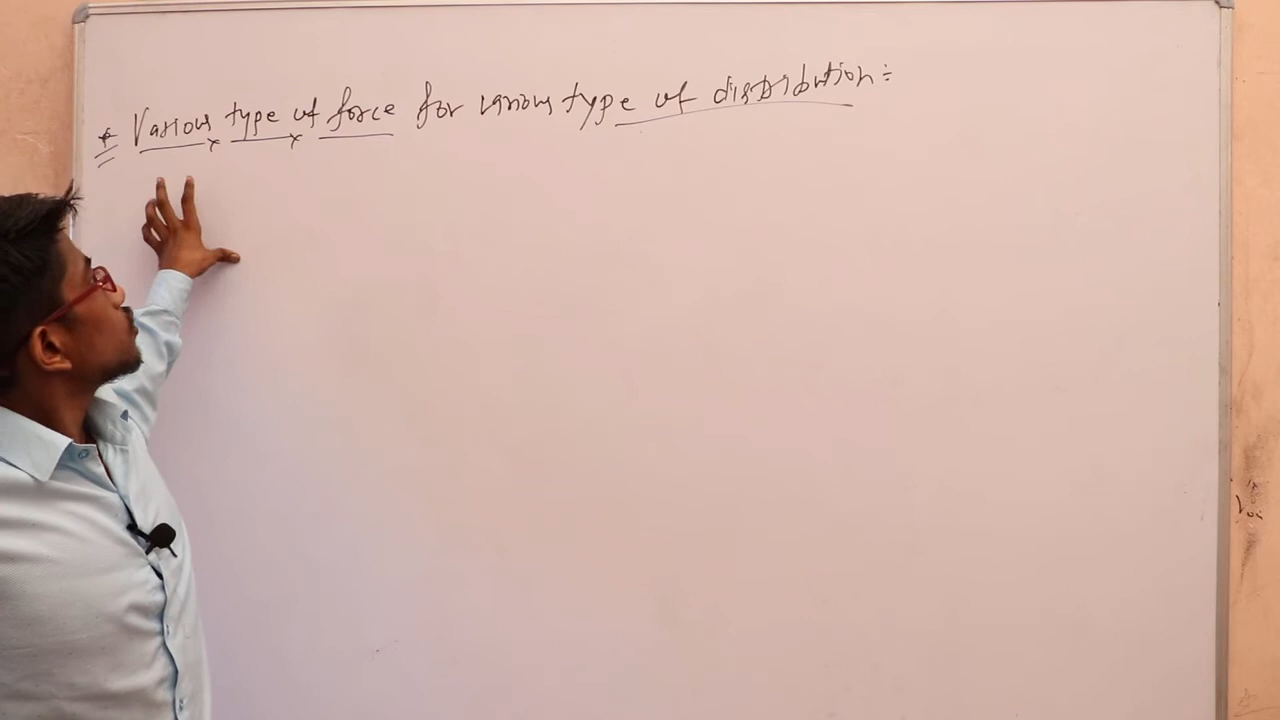 * Various type of force for various type of distribution :-